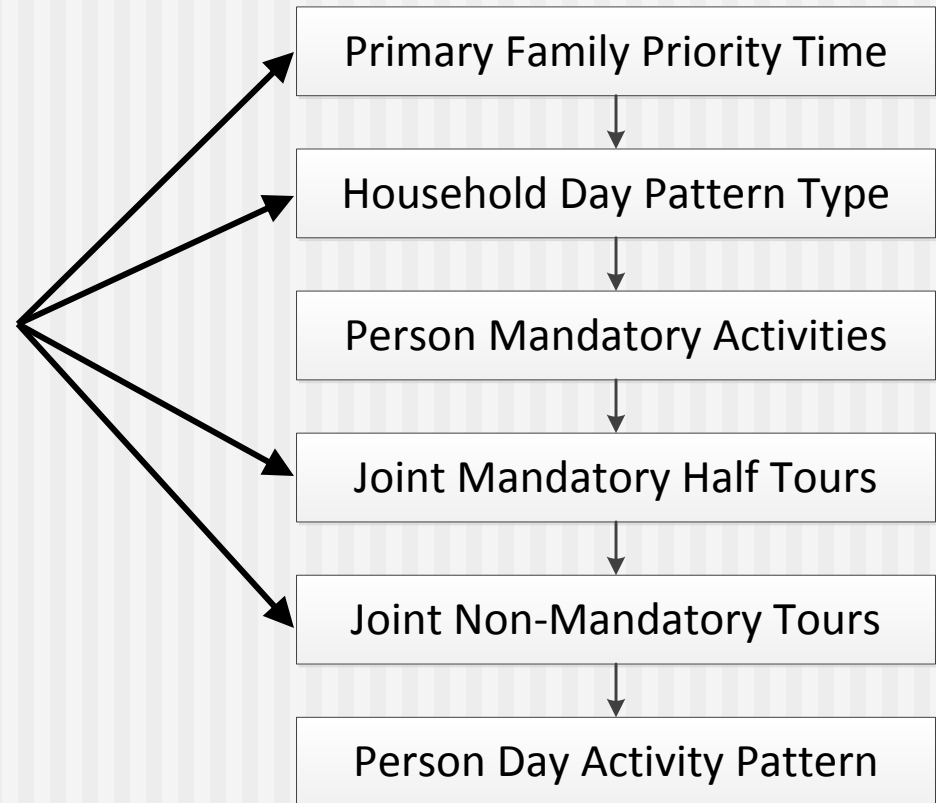 Primary Family Priority Time
Household Day Pattern Type
Person Mandatory Activities
Joint Mandatory Half Tours
Joint Non-Mandatory Tours
Person Day Activity Pattern